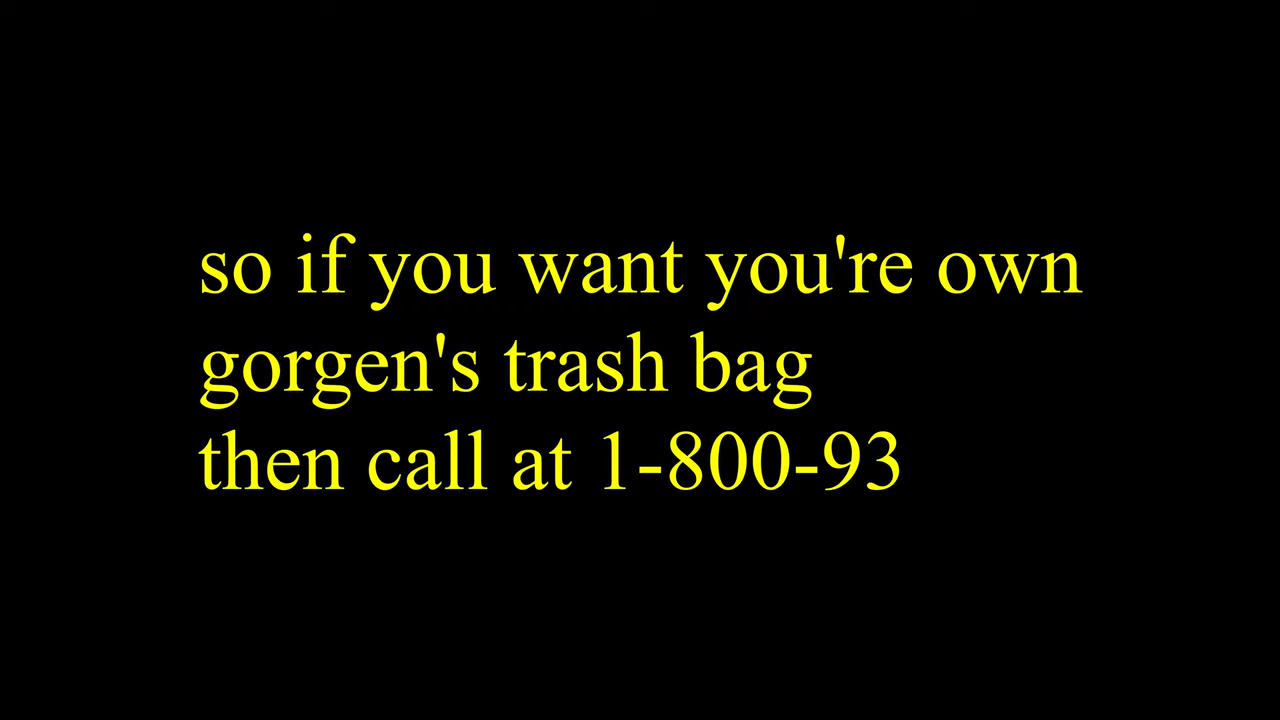 so if you want you're own
gorgen's trash bag
then call at 1-800-93